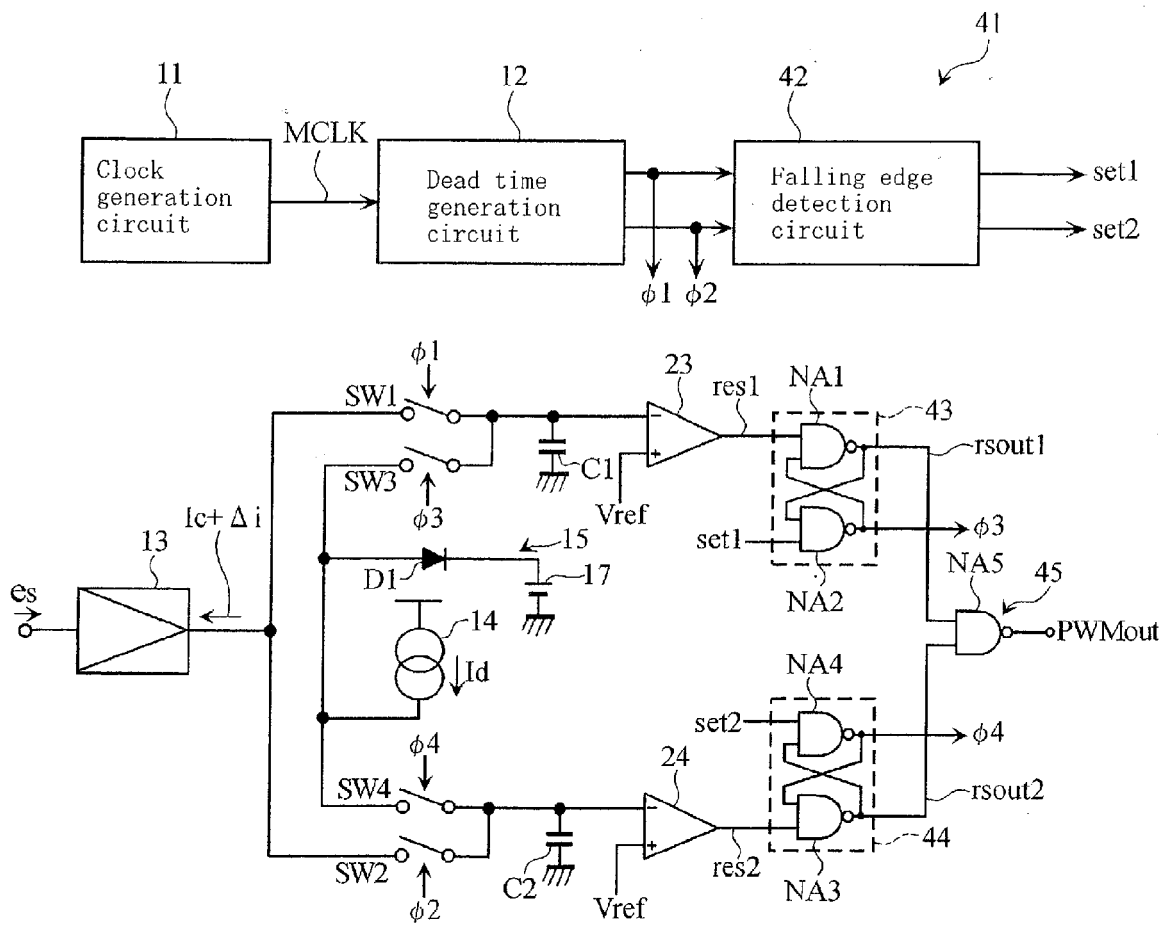 41
11
12
42
MCLK
Clock
generation
circuit
Dead time
generation
circuit
Falling edge
detection
circuit
set1
set2
ϕ1 ϕ2
ϕ1
SW1
SW3
ϕ3
C1
23
Vref
res1
NA1
43
rsout1
set1
ϕ3
NA2
Ic+Δi
13
es
D1
15
17
14
Id
NA5
45
PWMout
NA4
set2
ϕ4
ϕ4
SW4
SW2
ϕ2
C2
24
Vref
res2
rsout2
44
NA3